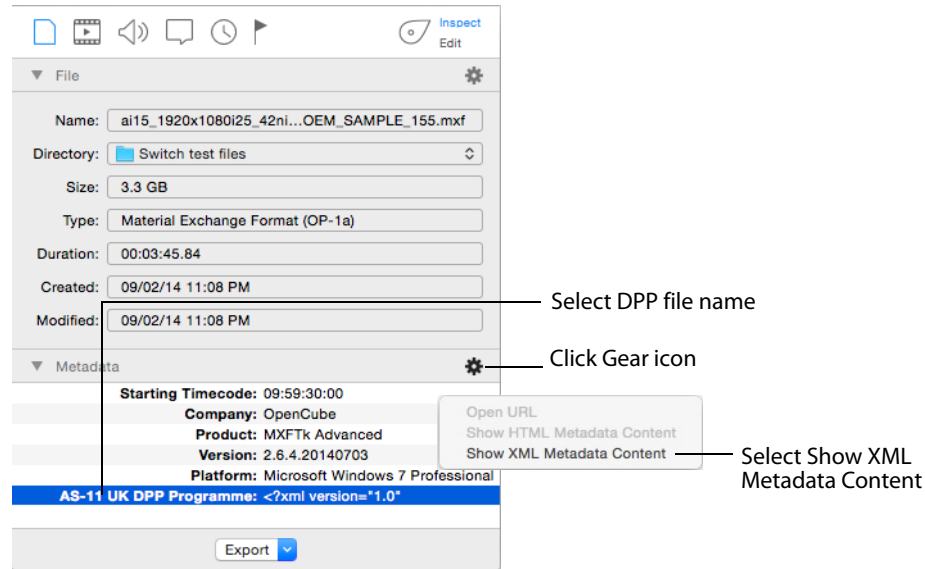 Inspect
Edit
File
Name: ai15_1920x1080i25_42ni...OEM_SAMPLE_155.mxf
Directory: Switch test files
Size: 3.3 GB
Type: Material Exchange Format (OP-1a)
Duration: 00:03:45.84
Created: 09/02/14 11:08 PM
Modified: 09/02/14 11:08 PM
Select DPP file name
Metadata
Click Gear icon
Starting Timecode: 09:59:30:00
Company: OpenCube
Product: MXFTk Advanced
Version: 2.6.4.20140703
Platform: Microsoft Windows 7 Professional
AS-11 UK DPP Programme: <?xml version="1.0"
Open URL
Show HTML Metadata Content
Show XML Metadata Content
Select Show XML
Metadata Content
Export